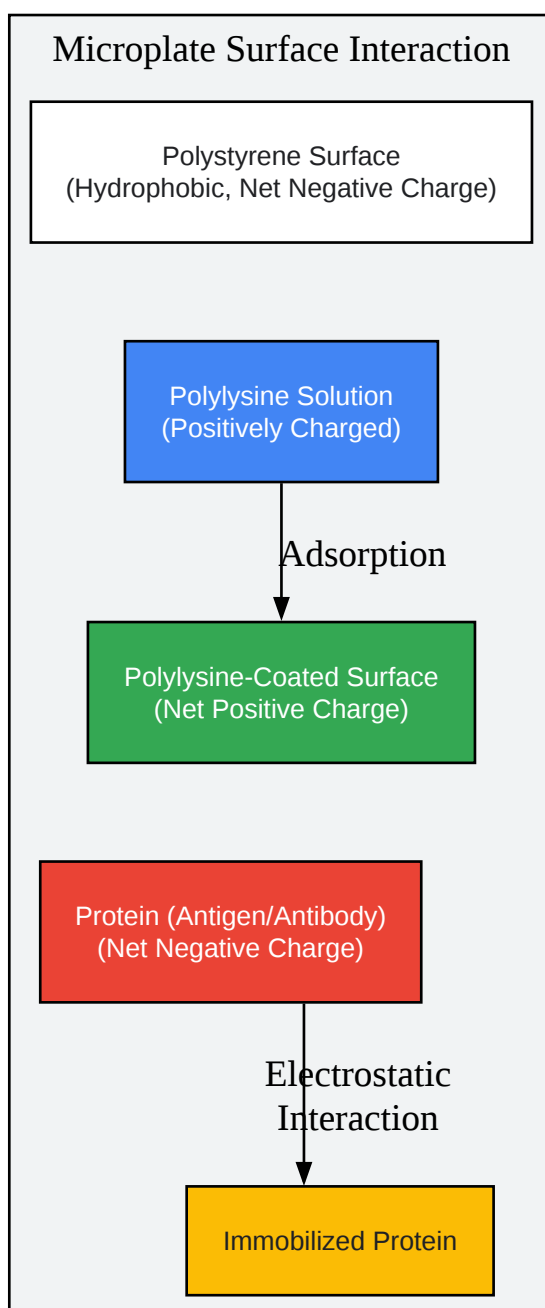 Microplate Surface Interaction
Polystyrene Surface
(Hydrophobic, Net Negative Charge)
Polylysine Solution
(Positively Charged)
Adsorption
Polylysine-Coated Surface
(Net Positive Charge)
Protein (Antigen/Antibody)
(Net Negative Charge)
Electrostatic
Interaction
Immobilized Protein